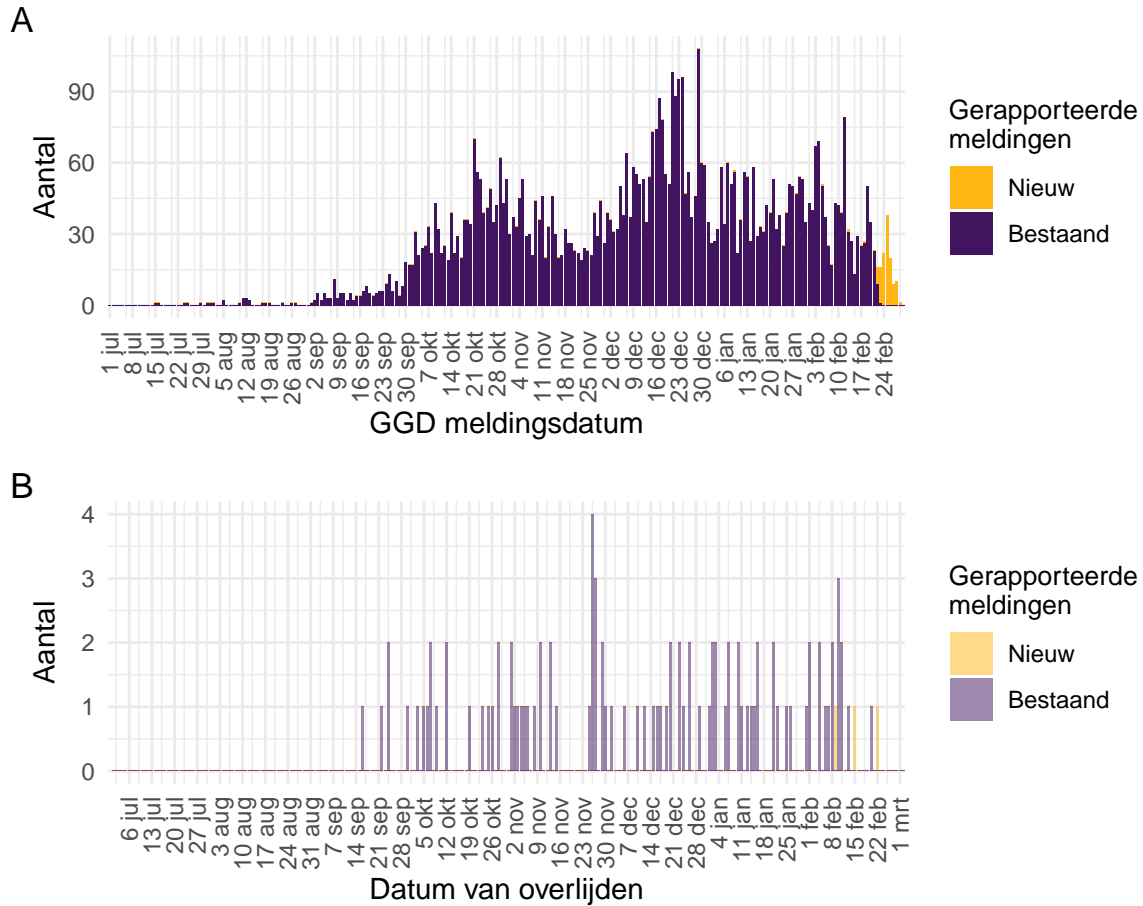 A
Aantal
90
60
30
0
1 jul
8 jul
15 jul
22 jul
29 jul
5 aug
12 aug
19 aug
26 aug
2 sep
9 sep
16 sep
23 sep
30 sep
7 okt
14 okt
21 okt
28 okt
4 nov
11 nov
18 nov
25 nov
2 dec
9 dec
16 dec
23 dec
30 dec
6 jan
13 jan
20 jan
27 jan
3 feb
10 feb
17 feb
24 feb
GGD meldingsdatum
Gerapporteerde
meldingen
Nieuw
Bestaand
B
Aantal
4
3
2
1
0
6 jul
13 jul
20 jul
27 jul
3 aug
10 aug
17 aug
24 aug
31 aug
7 sep
14 sep
21 sep
28 sep
5 okt
12 okt
19 okt
26 okt
2 nov
9 nov
16 nov
23 nov
30 nov
7 dec
14 dec
21 dec
28 dec
4 jan
11 jan
18 jan
25 jan
1 feb
8 feb
15 feb
22 feb
1 mrt
Datum van overlijden
Gerapporteerde
meldingen
Nieuw
Bestaand